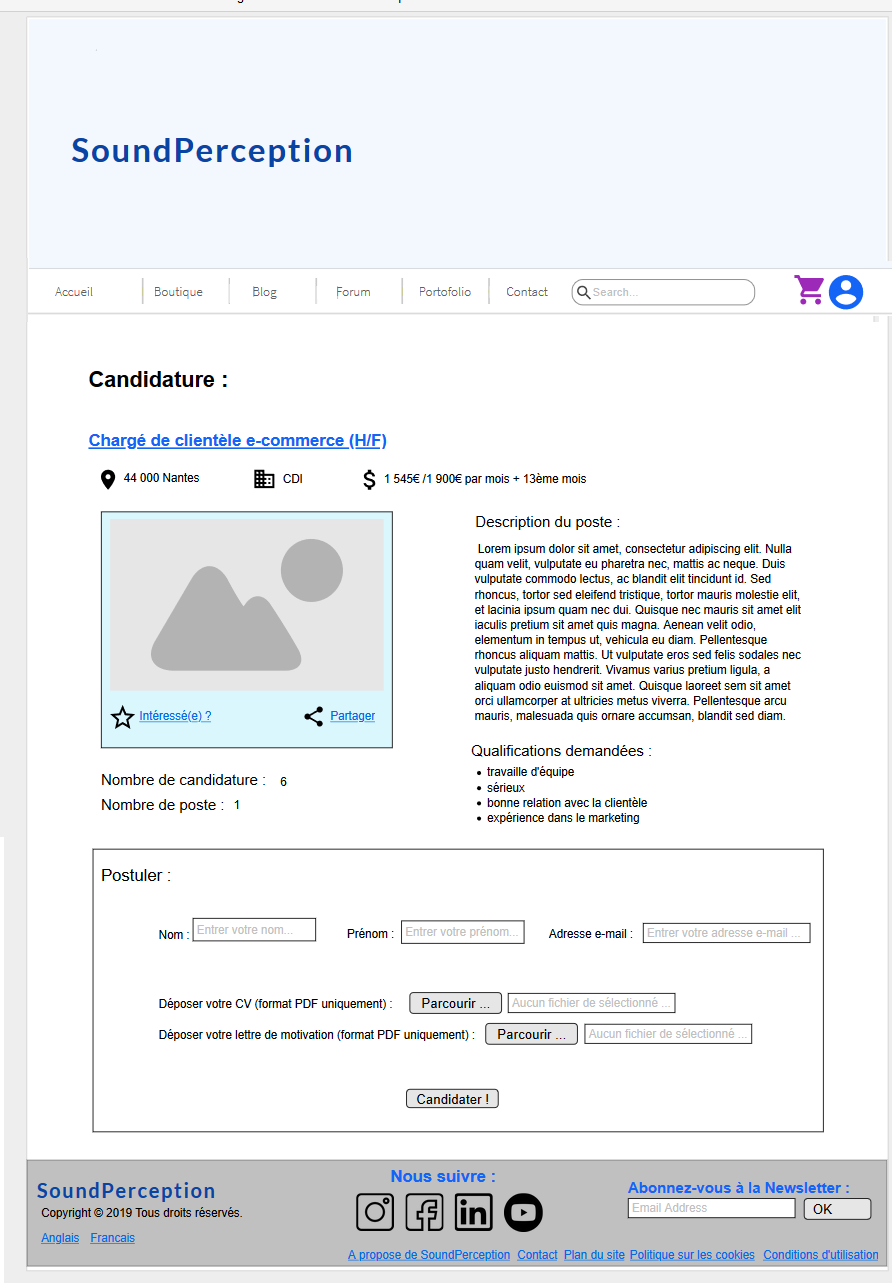 SoundPerception
Accueil
Boutique
Blog
Forum
Portofolio
Contact
Search...
Candidature :
Chargé de clientèle e-commerce (H/F)
44 000 Nantes
CDI
1 545€ /1 900€ par mois + 13ème mois
Intéressé(e) ?
Partager
Nombre de candidature : 6
Nombre de poste : 1
Description du poste :
Lorem ipsum dolor sit amet, consectetur adipiscing elit. Nulla
quam velit, vulputate eu pharetra nec, mattis ac neque. Duis
vulputate commodo lectus, ac blandit elit tincidunt id. Sed
rhoncus, tortor sed eleifend tristique, tortor mauris molestie elit,
et lacinia ipsum quam nec dui. Quisque nec mauris sit amet elit
iaculis pretium sit amet quis magna. Aenean velit odio,
elementum in tempus ut, vehicula eu diam. Pellentesque
rhoncus aliquam mattis. Ut vulputate eros sed felis sodales nec
vulputate justo hendrerit. Vivamus varius pretium ligula, a
aliquam odio euismod sit amet. Quisque laoreet sem sit amet
orci ullamcorper at ultricies metus viverra. Pellentesque arcu
mauris, malesuada quis ornare accumsan, blandit sed diam.
Qualifications demandées :
• travaille d'équipe
• sérieux
• bonne relation avec la clientèle
• expérience dans le marketing
Postuler :
Nom : Entrer votre nom...
Prénom : Entrer votre prénom...
Adresse e-mail : Entrer votre adresse e-mail ...
Déposer votre CV (format PDF uniquement) : Parcourir ... Aucun fichier de sélectionné ...
Déposer votre lettre de motivation (format PDF uniquement) : Parcourir ... Aucun fichier de sélectionné ...
Candidater !
SoundPerception
Copyright © 2019 Tous droits réservés.
Anglais Francais
Nous suivre :
Abonnez-vous à la Newsletter :
Email Address
OK
A propose de SoundPerception Contact Plan du site Politique sur les cookies Conditions d'utilisation